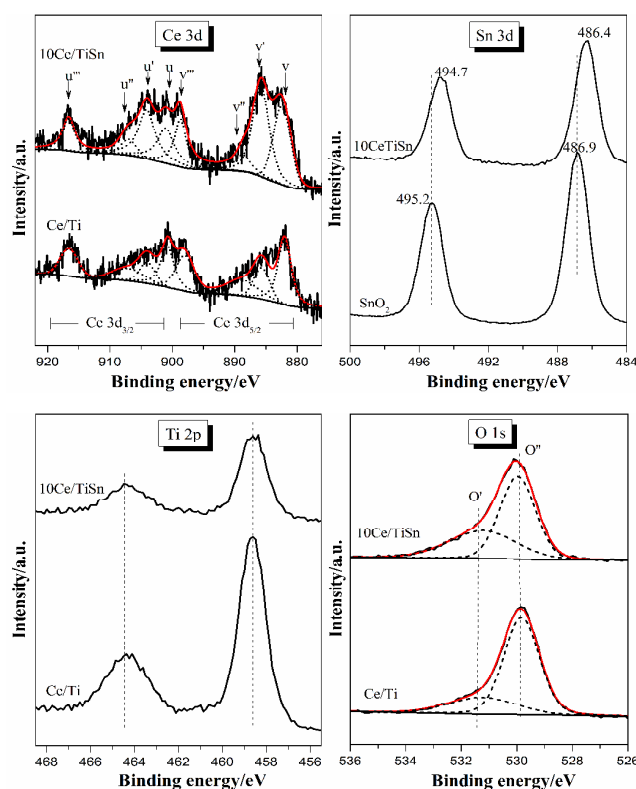 Ce 3d
10Ce/TiSn
u'''
u''
u'
u
v'''
v''
v'
v
Ce/Ti
Ce 3d3/2
Ce 3d5/2
920 910 900 890 880
Binding energy/eV
Intensity/a.u.
Sn 3d
486.4
494.7
10CeTiSn
486.9
495.2
SnO2
500 496 492 488 484
Binding energy/eV
Intensity/a.u.
Ti 2p
10Ce/TiSn
Ce/Ti
468 466 464 462 460 458 456
Binding energy/eV
Intensity/a.u.
O 1s
O''
O'
10Ce/TiSn
Ce/Ti
536 534 532 530 528 526
Binding energy/eV
Intensity/a.u.